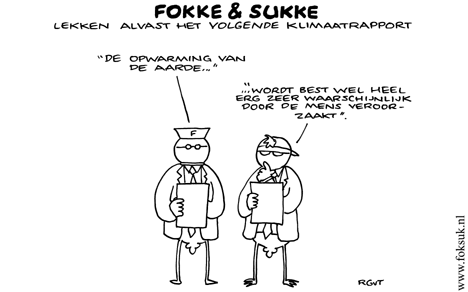 FOKKE & SUKKE
LEKKEN ALVAST HET VOLGENDE KLIMAATRAPPORT
"DE OPWARMING VAN
DE AARDE..."
"...WORDT BEST WEL HEEL
ERG ZEER WAARSCHIJNLIJK
DOOR DE MENS VEROOR-
ZAAKT".
F
RGVT
www.foksuk.nl